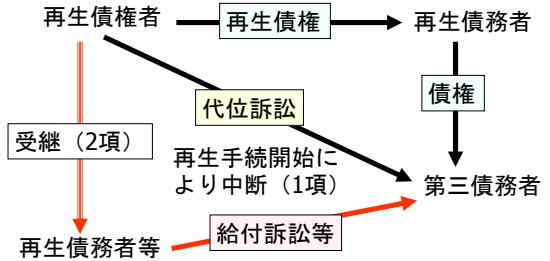 再生債権者
再生債権
再生債務者
代位訴訟
債権
受継（2項）
再生手続開始に
より中断（1項）
第三債務者
給付訴訟等
再生債務者等